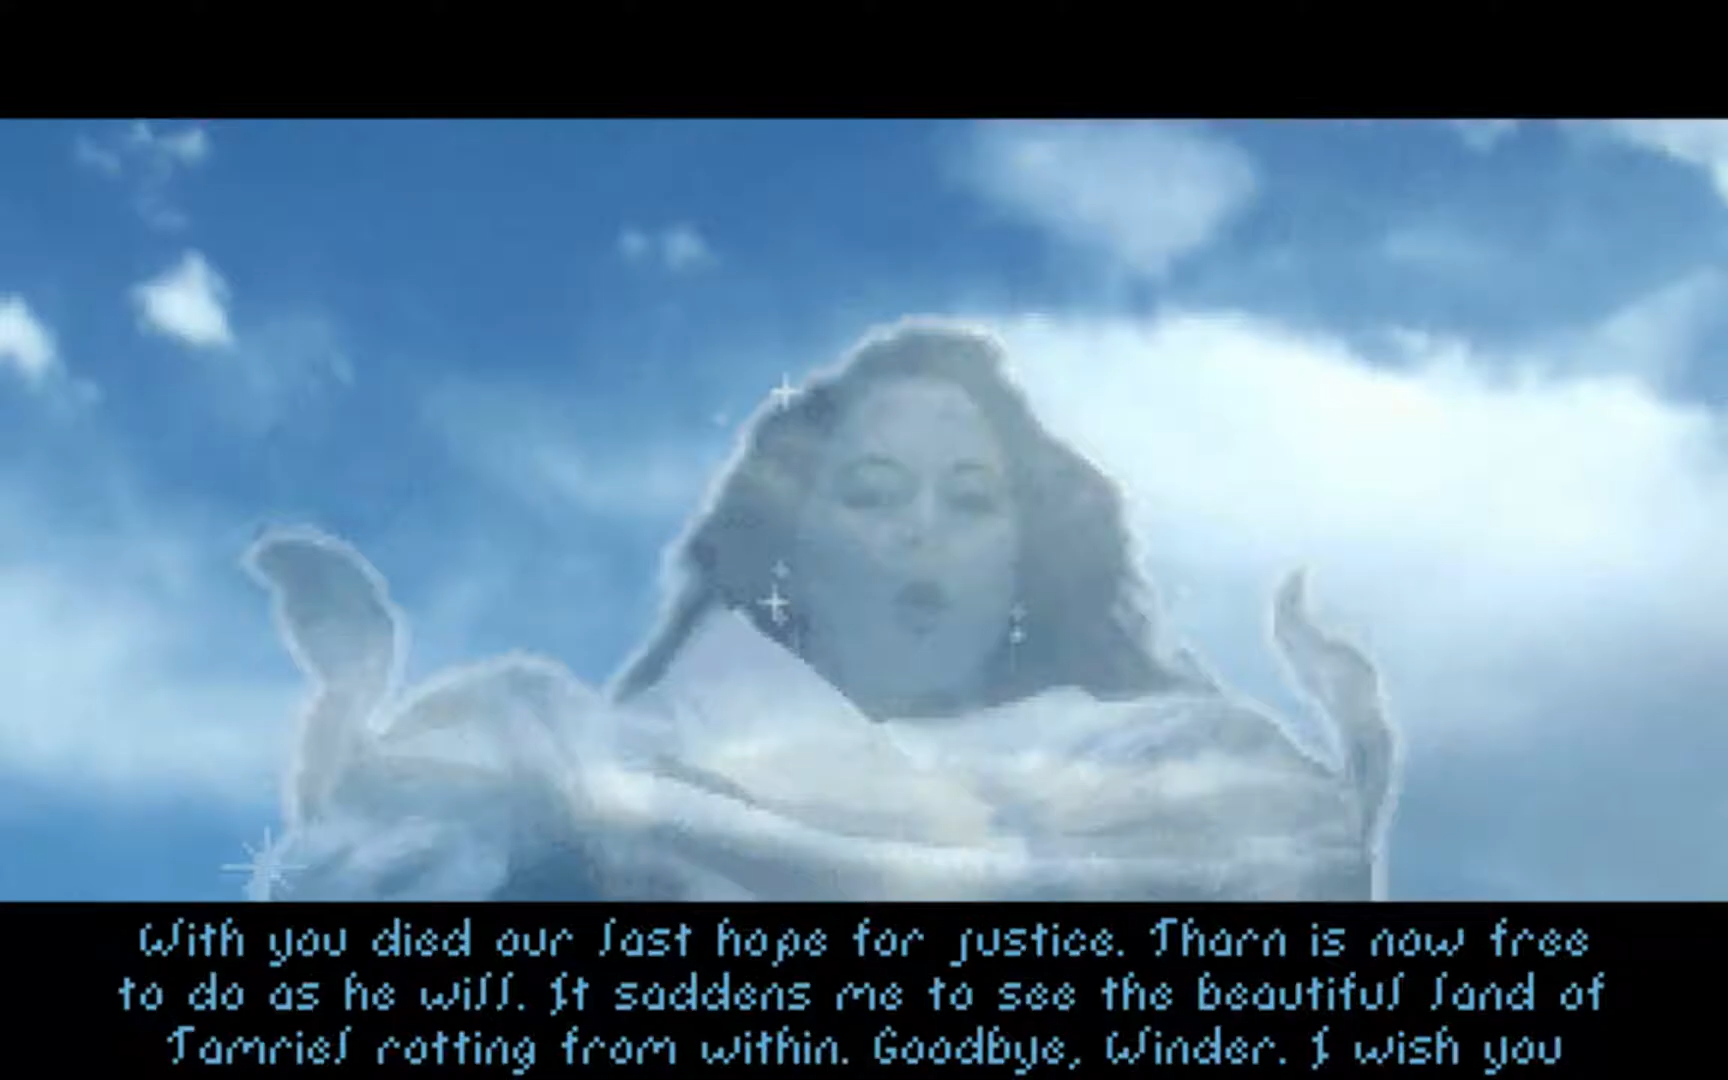 With you died our last hope for justice. Tharn is now free
to do as he will. It saddens me to see the beautiful land of
Tamriel rotting from within. Goodbye, Winder. I wish you